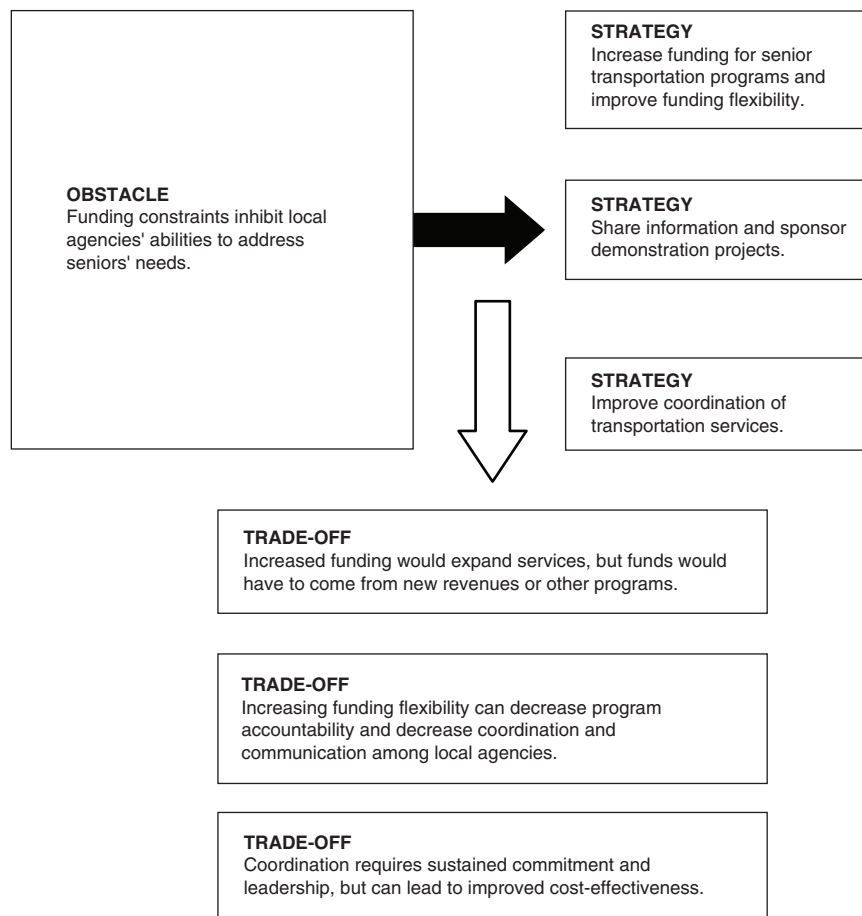 STRATEGY
Increase funding for senior
transportation programs and
improve funding flexibility.
OBSTACLE
Funding constraints inhibit local
agencies' abilities to address
seniors' needs.
STRATEGY
Share information and sponsor
demonstration projects.
STRATEGY
Improve coordination of
transportation services.
TRADE-OFF
Increased funding would expand services, but funds would
have to come from new revenues or other programs.
TRADE-OFF
Increasing funding flexibility can decrease program
accountability and decrease coordination and
communication among local agencies.
TRADE-OFF
Coordination requires sustained commitment and
leadership, but can lead to improved cost-effectiveness.